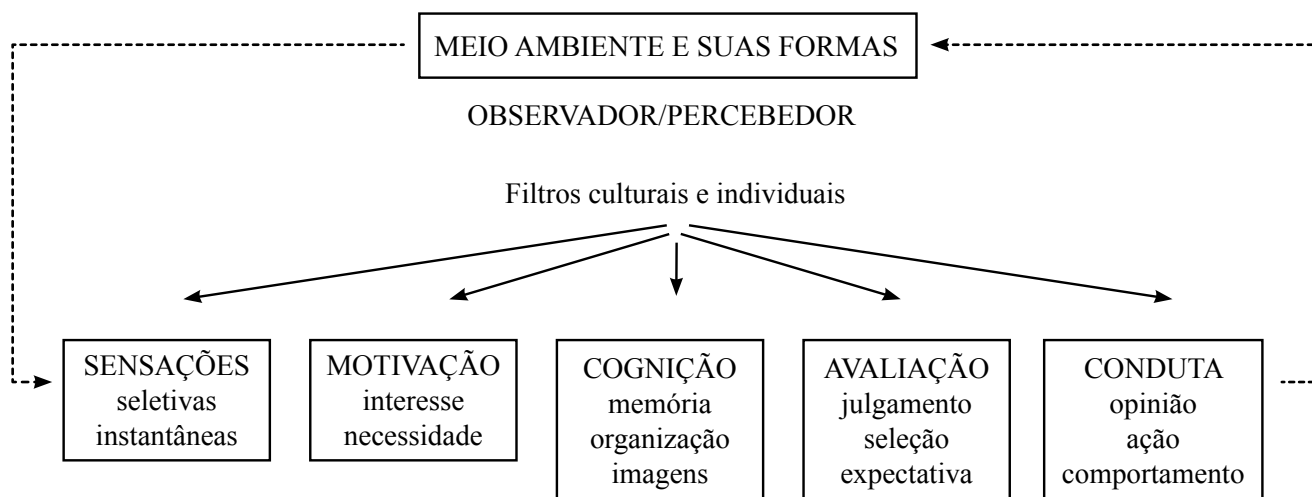 MEIO AMBIENTE E SUAS FORMAS
OBSERVADOR/PERCEBEDOR
Filtros culturais e individuais
SENSAÇÕES
seletivas
instantâneas
MOTIVAÇÃO
interesse
necessidade
COGNIÇÃO
memória
organização
imagens
AVALIAÇÃO
julgamento
seleção
expectativa
CONDUTA
opinião
ação
comportamento